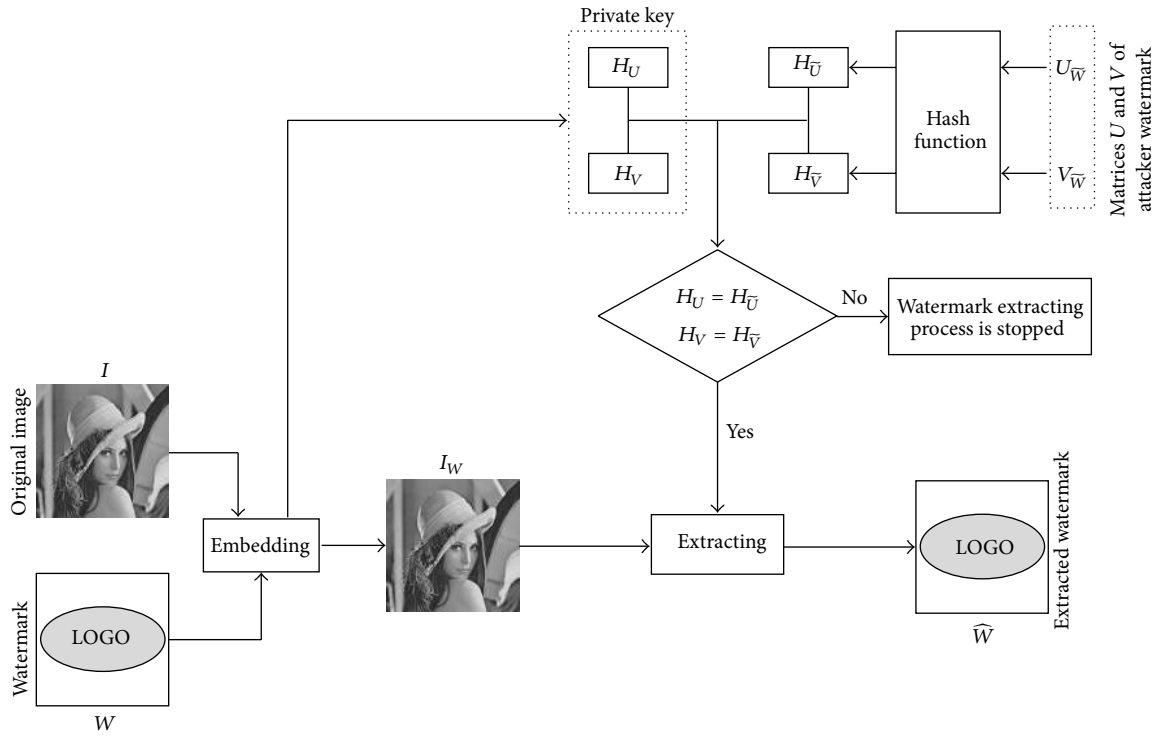 Private key
H_U
H_V
H_Ũ
H_Ṽ
Hash
function
U_W̃
V_W̃
Matrices U and V of
attacker watermark
H_U = H_Ũ
H_V = H_Ṽ
No
Watermark extracting
process is stopped
Yes
I
Original image
I_W
Embedding
Extracting
LOGO
Extracted watermark
Ŵ
Watermark
LOGO
W